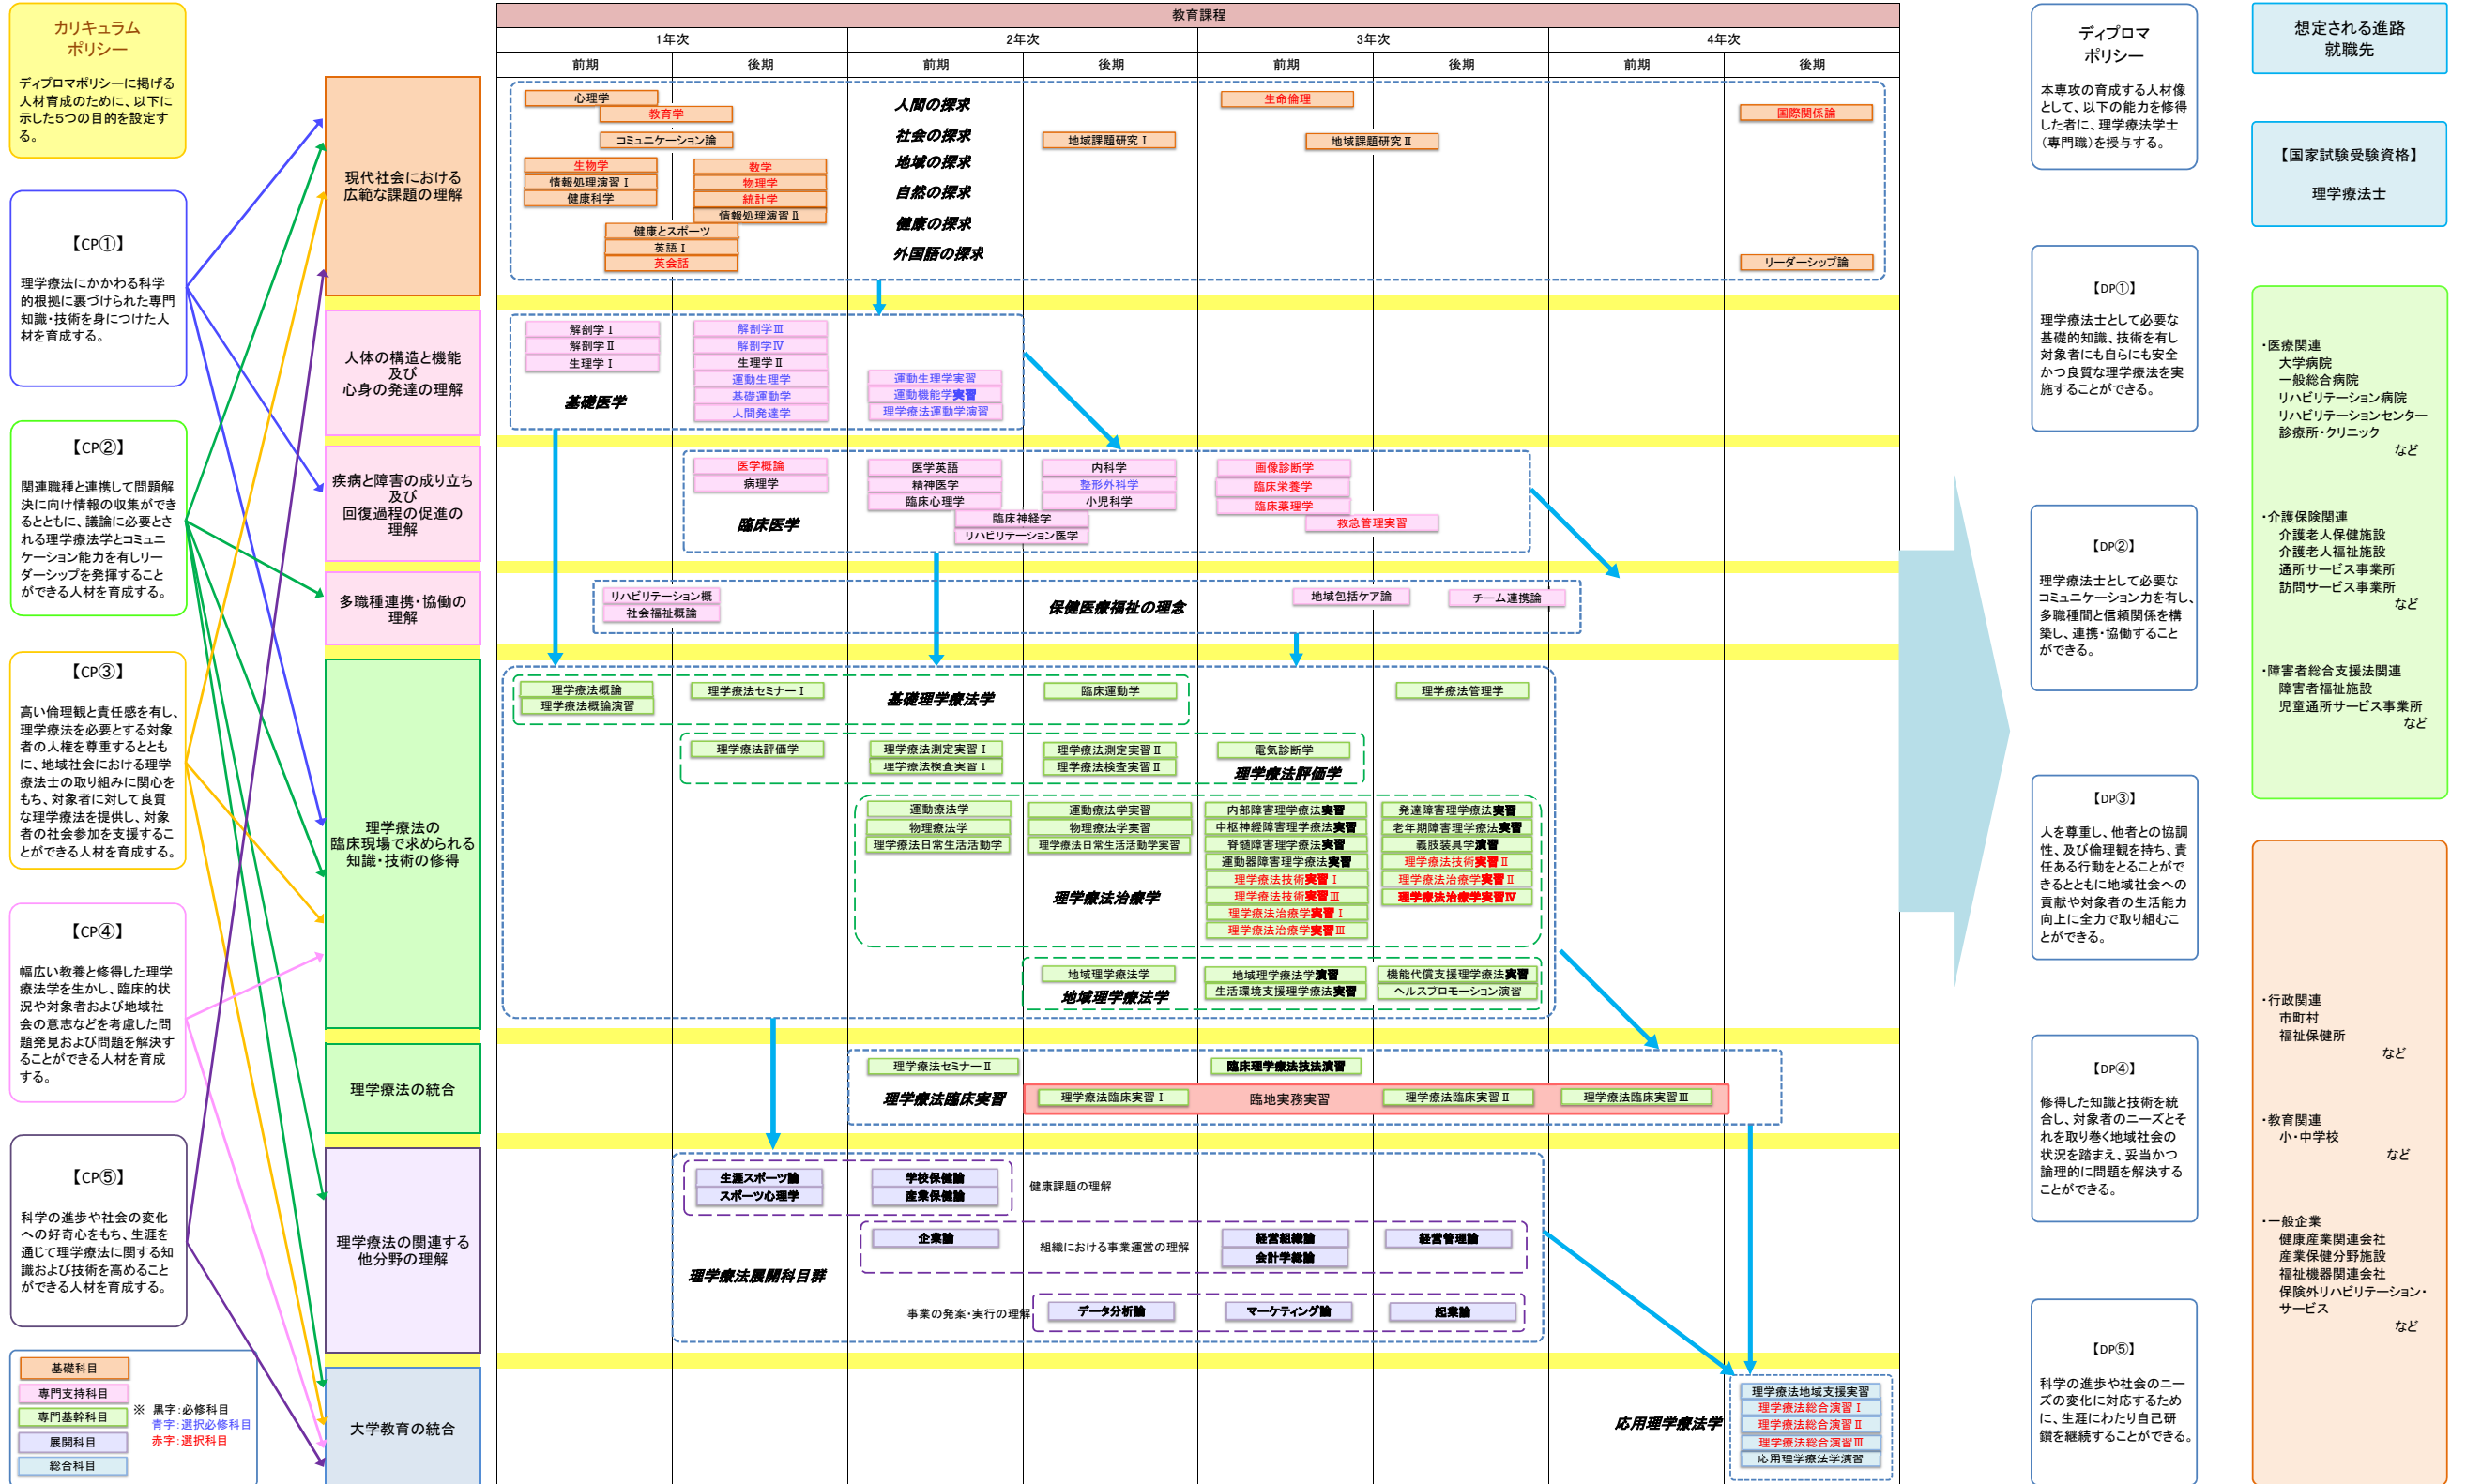 カリキュラム
ポリシー
ディプロマポリシーに掲げる
人材育成のために、以下に
示した5つの目的を設定す
る。
【CP①】
理学療法にかかわる科学
的根拠に裏づけられた専門
知識・技術を身につけた人
材を育成する。
【CP②】
関連職種と連携して問題解
決に向け情報の収集ができ
るとともに、議論に必要とさ
れる理学療法学とコミュニ
ケーション能力を有しリー
ダーシップを発揮すること
ができる人材を育成する。
【CP③】
高い倫理観と責任感を有し、
理学療法を必要とする対象
者の人権を尊重するととも
に、地域社会における理学
療法士の取り組みに関心を
もち、対象者に対して良質
な理学療法を提供し、対象
者の社会参加を支援するこ
とができる人材を育成する。
【CP④】
幅広い教養と修得した理学
療法学を生かし、臨床的状
況や対象者および地域社
会の意志などを考慮した問
題発見および問題を解決す
ることができる人材を育成
する。
【CP⑤】
科学の進歩や社会の変化
への好奇心をもち、生涯を
通じて理学療法に関する知
識および技術を高めること
ができる人材を育成する。
基礎科目
専門支持科目
専門基幹科目
展開科目
総合科目
※ 黒字：必修科目
青字：選択必修科目
赤字：選択科目
現代社会における
広範な課題の理解
人体の構造と機能
及び
心身の発達の理解
疾病と障害の成り立ち
及び
回復過程の促進の
理解
多職種連携・協働の
理解
理学療法の
臨床現場で求められる
知識・技術の修得
理学療法の統合
理学療法の関連する
他分野の理解
大学教育の統合
教育課程
1年次 2年次 3年次 4年次
前期 後期 前期 後期 前期 後期 前期 後期
心理学
教育学
コミュニケーション論
生物学
情報処理演習Ⅰ
健康科学
数学
物理学
統計学
情報処理演習Ⅱ
健康とスポーツ
英語Ⅰ
英会話
人間の探求
社会の探求
地域の探求
自然の探求
健康の探求
外国語の探求
地域課題研究Ⅰ
生命倫理
地域課題研究Ⅱ
国際関係論
リーダーシップ論
解剖学Ⅰ
解剖学Ⅱ
生理学Ⅰ
基礎医学
解剖学Ⅲ
解剖学Ⅳ
生理学Ⅱ
運動生理学
基礎運動学
人間発達学
運動生理学実習
運動機能学実習
理学療法運動学演習
医学概論
病理学
臨床医学
医学英語
精神医学
臨床心理学
臨床神経学
リハビリテーション医学
内科学
整形外科学
小児科学
画像診断学
臨床栄養学
臨床薬理学
救急管理実習
リハビリテーション概
社会福祉概論
保健医療福祉の理念
地域包括ケア論
チーム連携論
理学療法概論
理学療法概論演習
理学療法セミナーⅠ
基礎理学療法学
臨床運動学
理学療法管理学
理学療法評価学
理学療法測定実習Ⅰ
理学療法検査実習Ⅰ
理学療法測定実習Ⅱ
理学療法検査実習Ⅱ
電気診断学
理学療法評価学
運動療法学
物理療法学
理学療法日常生活活動学
運動療法学実習
物理療法学実習
理学療法日常生活活動学実習
理学療法治療学
内部障害理学療法実習
中枢神経障害理学療法実習
脊髄障害理学療法実習
運動器障害理学療法実習
理学療法技術実習Ⅰ
理学療法技術実習Ⅲ
理学療法治療学実習Ⅰ
理学療法治療学実習Ⅲ
発達障害理学療法実習
老年期障害理学療法実習
義肢装具学演習
理学療法技術実習Ⅱ
理学療法治療学実習Ⅱ
理学療法治療学実習Ⅳ
地域理学療法学
地域理学療法学
地域理学療法学演習
生活環境支援理学療法実習
機能代償支援理学療法実習
ヘルスプロモーション演習
理学療法セミナーⅡ
臨床理学療法技法演習
理学療法臨床実習
理学療法臨床実習Ⅰ
臨地実務実習
理学療法臨床実習Ⅱ
理学療法臨床実習Ⅲ
生涯スポーツ論
スポーツ心理学
学校保健論
産業保健論
健康課題の理解
企業論
組織における事業運営の理解
経営組織論
会計学総論
経営管理論
理学療法展開科目群
事業の発案・実行の理解
データ分析論
マーケティング論
起業論
応用理学療法学
理学療法地域支援実習
理学療法総合演習Ⅰ
理学療法総合演習Ⅱ
理学療法総合演習Ⅲ
応用理学療法学演習
ディプロマ
ポリシー
本専攻の育成する人材像
として、以下の能力を修得
した者に、理学療法学士
（専門職）を授与する。
【DP①】
理学療法士として必要な
基礎的知識、技術を有し
対象者にも自らにも安全
かつ良質な理学療法を実
施することができる。
【DP②】
理学療法士として必要な
コミュニケーション力を有し、
多職種間と信頼関係を構
築し、連携・協働すること
ができる。
【DP③】
人を尊重し、他者との協調
性、及び倫理観を持ち、責
任ある行動をとることがで
きるとともに地域社会への
貢献や対象者の生活能力
向上に全力で取り組むこ
とができる。
【DP④】
修得した知識と技術を統
合し、対象者のニーズとそ
れを取り巻く地域社会の
状況を踏まえ、妥当かつ
論理的に問題を解決する
ことができる。
【DP⑤】
科学の進歩や社会のニー
ズの変化に対応するため
に、生涯にわたり自己研
鑽を継続することができる。
想定される進路
就職先
【国家試験受験資格】
理学療法士
・医療関連
大学病院
一般総合病院
リハビリテーション病院
リハビリテーションセンター
診療所・クリニック
など
・介護保険関連
介護老人保健施設
介護老人福祉施設
通所サービス事業所
訪問サービス事業所
など
・障害者総合支援法関連
障害者福祉施設
児童通所サービス事業所
など
・行政関連
市町村
福祉保健所
など
・教育関連
小・中学校
など
・一般企業
健康産業関連会社
産業保健分野施設
福祉機器関連会社
保険外リハビリテーション・
サービス
など